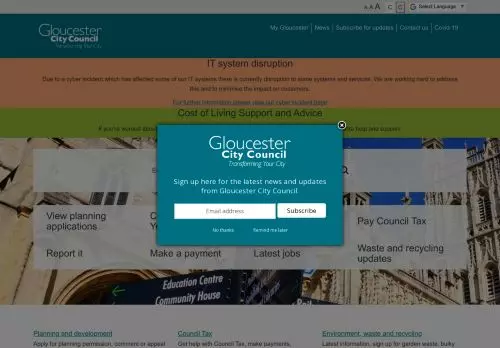 A A A C C Select Language
Gloucester
City Council
Transforming Your City
My Gloucester News Subscribe for updates Contact us Covid-19
IT system disruption
Due to a cyber incident which has affected some of our IT systems there is currently disruption to some systems and services. We are working hard to address
this and to minimise the impact on customers.
For further information please view our cyber incident page
Cost of Living Support and Advice
If you're worried about
to help and support
Gloucester
City Council
Transforming Your City
Sign up here for the latest news and updates
from Gloucester City Council
Email address Subscribe
No thanks Remind me later
View planning
applications
Pay Council Tax
Report it
Make a payment
Latest jobs
Waste and recycling
updates
Education Centre
Community House
Planning and development Council Tax Environment, waste and recycling
Apply for planning permission, comment or appeal Get help with Council Tax, make payments, Latest information, sign up for garden waste, bulky